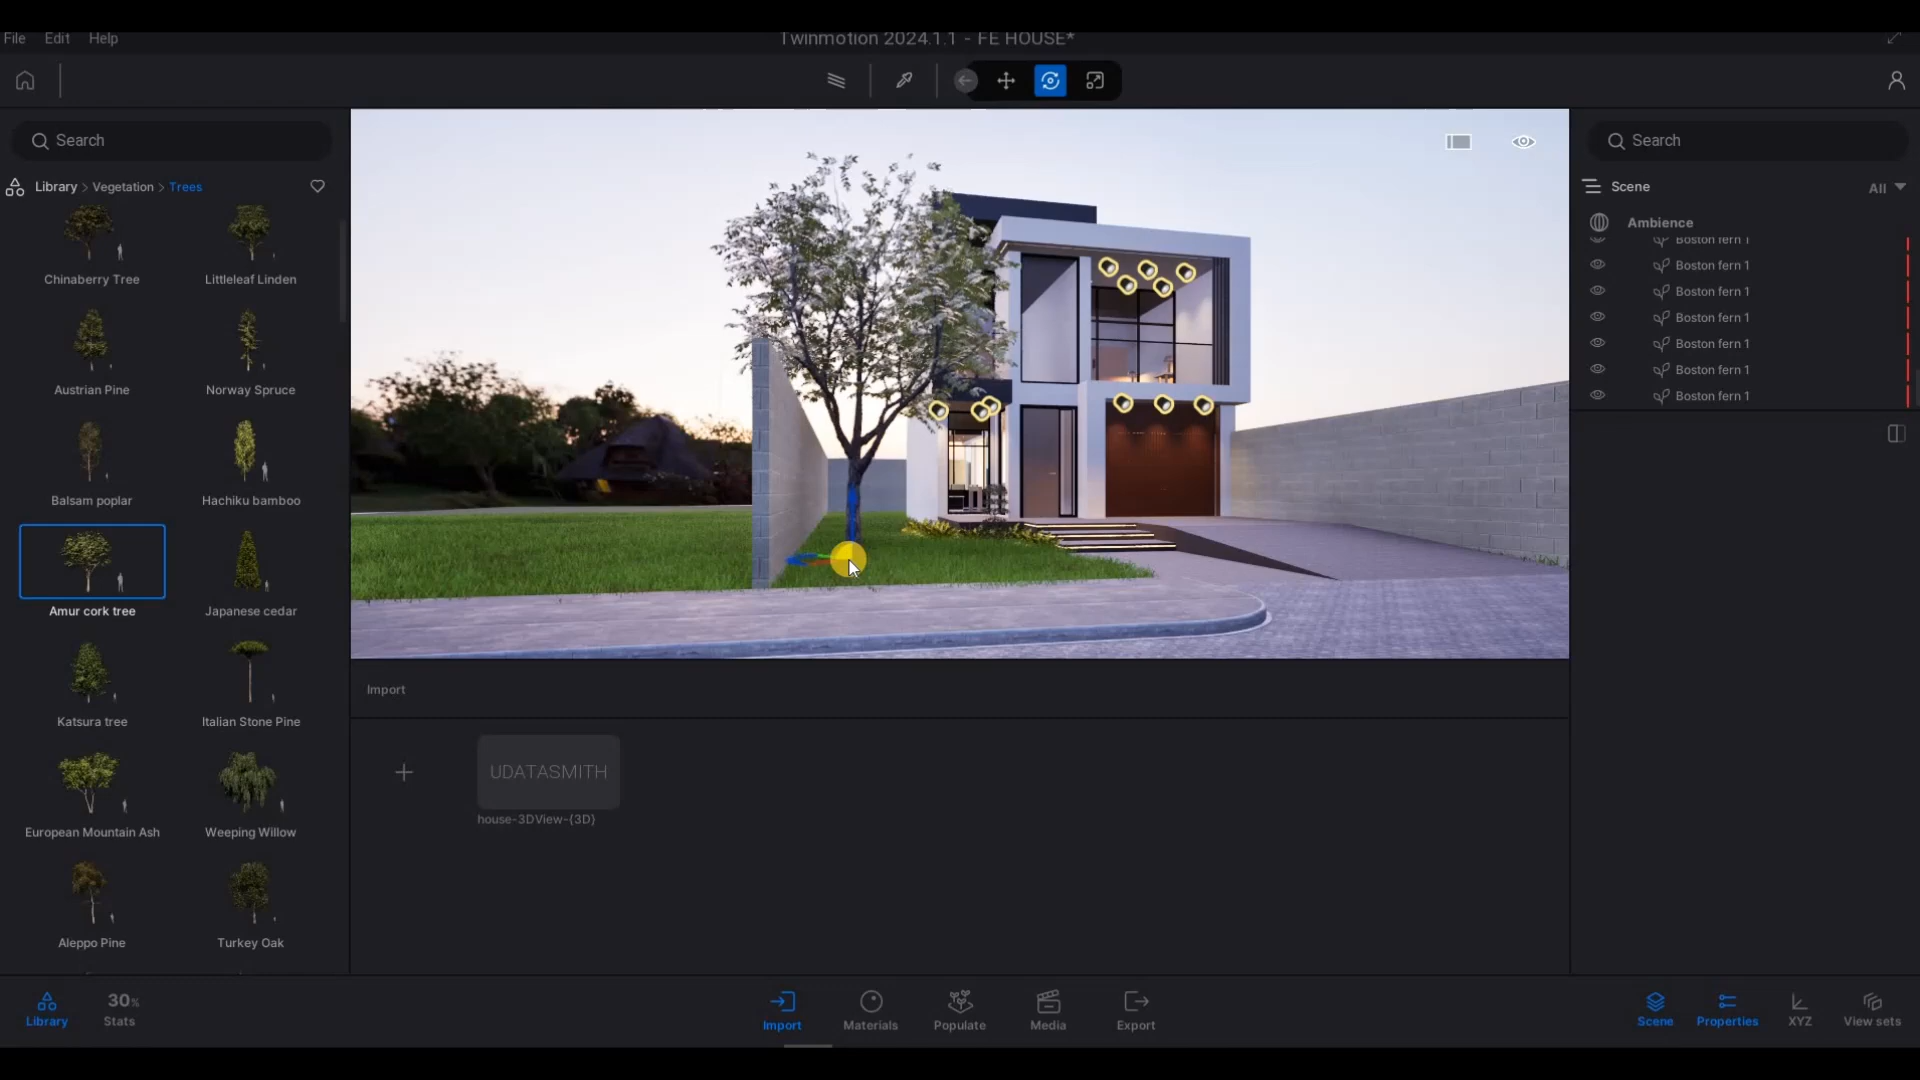 File Edit Help
Twinmotion 2024.1.1 - FE HOUSE*
Search
Library > Vegetation > Trees
Chinaberry Tree
Littleleaf Linden
Austrian Pine
Norway Spruce
Balsam poplar
Hachiku bamboo
Amur cork tree
Japanese cedar
Katsura tree
Italian Stone Pine
European Mountain Ash
Weeping Willow
Aleppo Pine
Turkey Oak
Import
UDATASMITH
house-3DView-{3D}
Search
Scene
All
Ambience
Boston fern 1
Boston fern 1
Boston fern 1
Boston fern 1
Boston fern 1
Boston fern 1
Boston fern 1
Library
30%
Stats
Import
Materials
Populate
Media
Export
Scene
Properties
XYZ
View sets